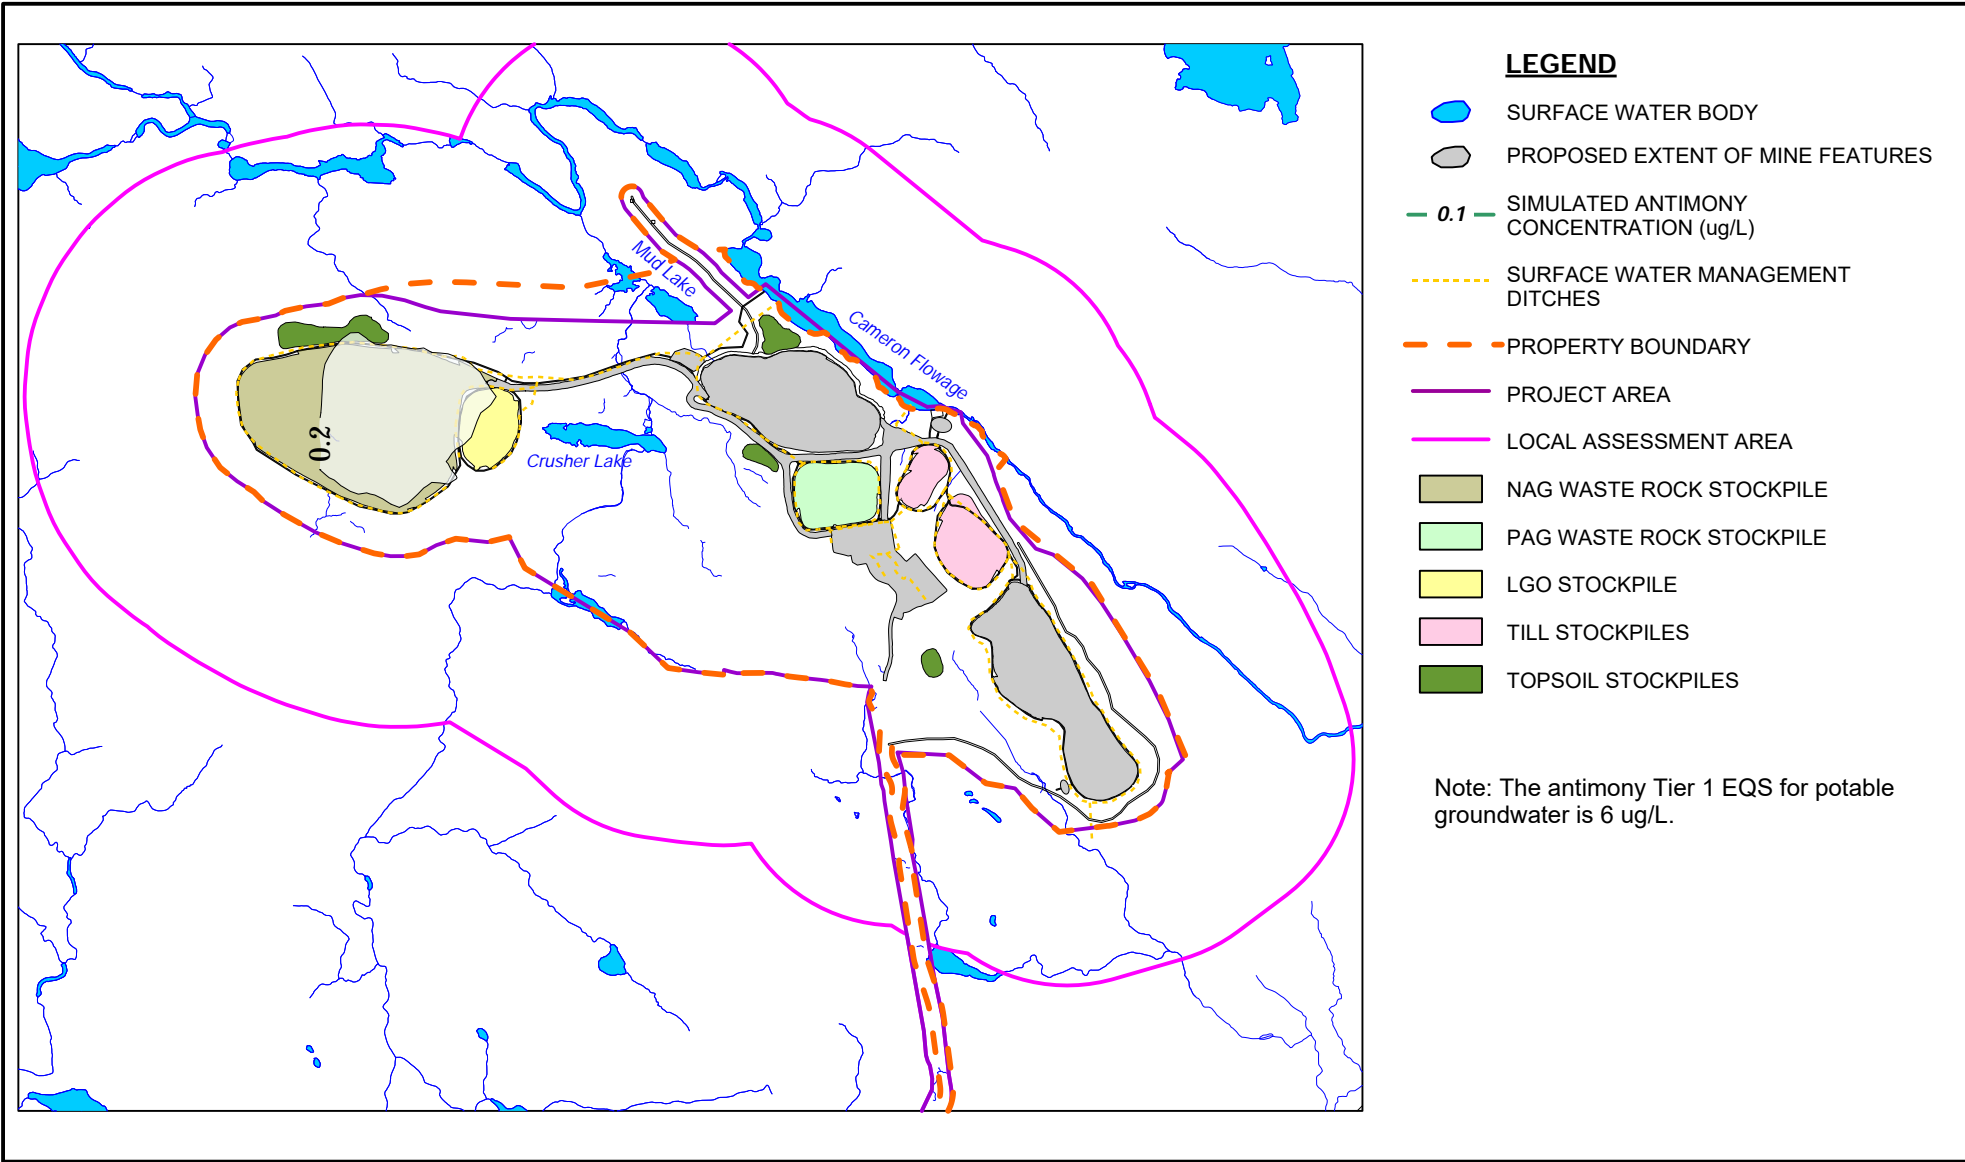 Mud Lake
Cameron Flowage
0.2
Crusher Lake
LEGEND
SURFACE WATER BODY
PROPOSED EXTENT OF MINE FEATURES
0.1
SIMULATED ANTIMONY
CONCENTRATION (ug/L)
SURFACE WATER MANAGEMENT
DITCHES
PROPERTY BOUNDARY
PROJECT AREA
LOCAL ASSESSMENT AREA
NAG WASTE ROCK STOCKPILE
PAG WASTE ROCK STOCKPILE
LGO STOCKPILE
TILL STOCKPILES
TOPSOIL STOCKPILES
Note: The antimony Tier 1 EQS for potable
groundwater is 6 ug/L.